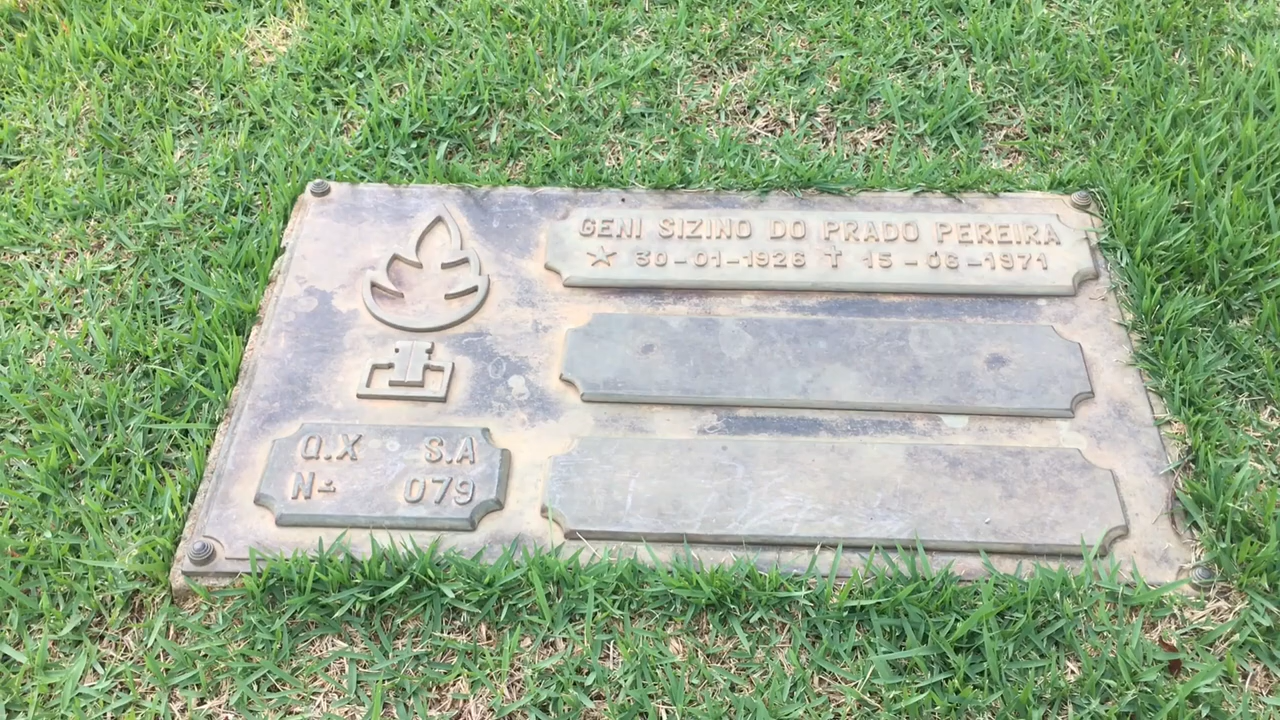 GENI SIZINO DO PRADO PEREIRA
☆ 30-01-1926 † 15-06-1971
Q.X S.A
Nº 079